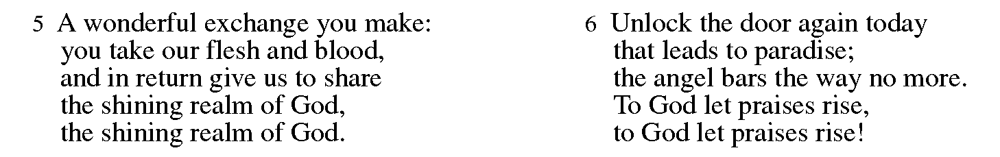 5 A wonderful exchange you make:
you take our flesh and blood,
and in return give us to share
the shining realm of God,
the shining realm of God.
6 Unlock the door again today
that leads to paradise;
the angel bars the way no more.
To God let praises rise,
to God let praises rise!